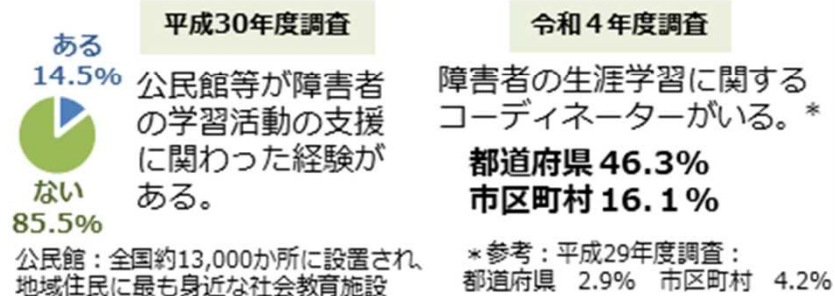 平成30年度調査
ある
14.5%
ない
85.5%
公民館等が障害者
の学習活動の支援
に関わった経験が
ある。
公民館：全国約13,000か所に設置され、
地域住民に最も身近な社会教育施設
令和４年度調査
障害者の生涯学習に関する
コーディネーターがいる。*
都道府県 46.3%
市区町村 16.1%
*参考：平成29年度調査：
都道府県 2.9% 市区町村 4.2%